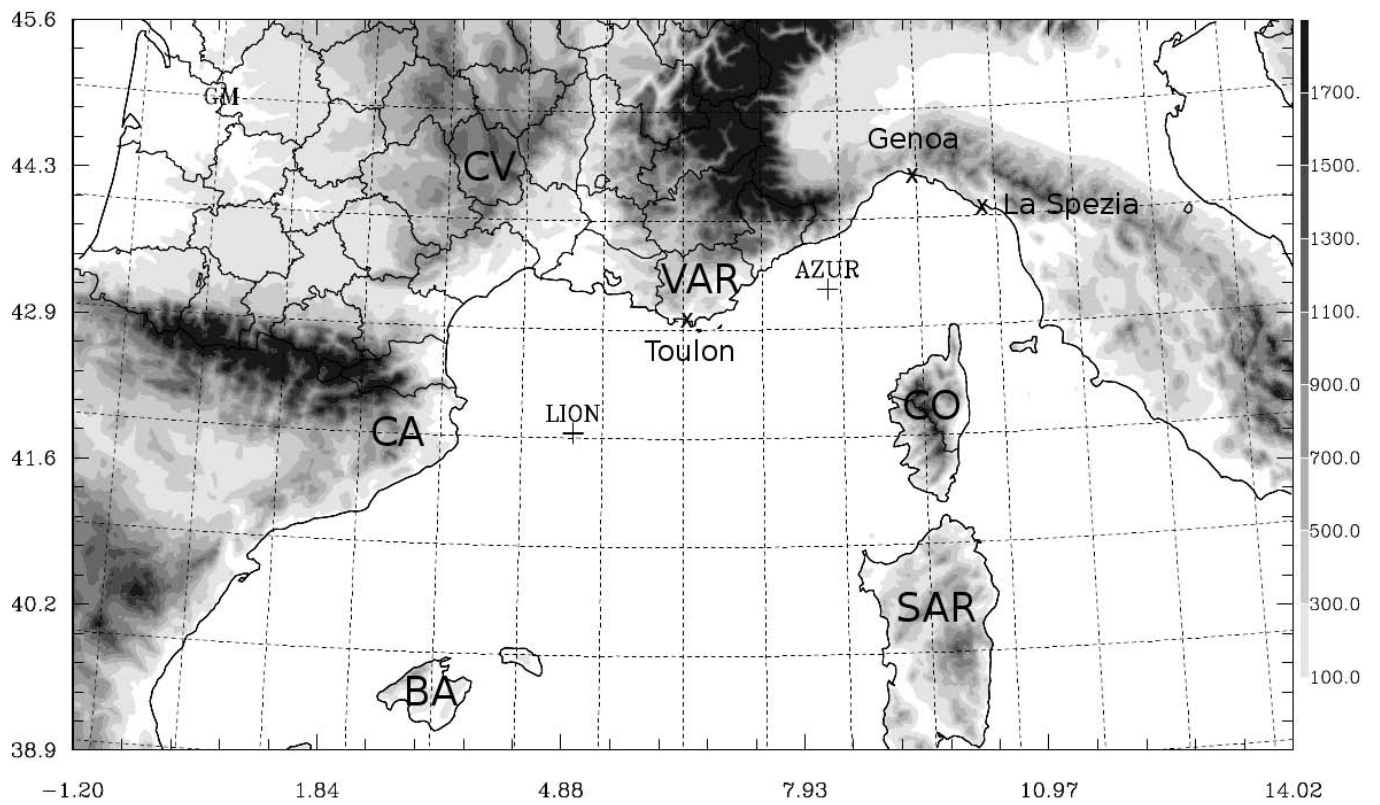 45.6
GM
1700.
Genoa
44.3
CV
1500.
La Spezia
1300.
VAR
AZUR
42.9
1100.
Toulon
900.0
CO
LION
CA
41.6
700.0
500.0
40.2
SAR
300.0
100.0
BA
38.9
−1.20 1.84 4.88 7.93 10.97 14.02